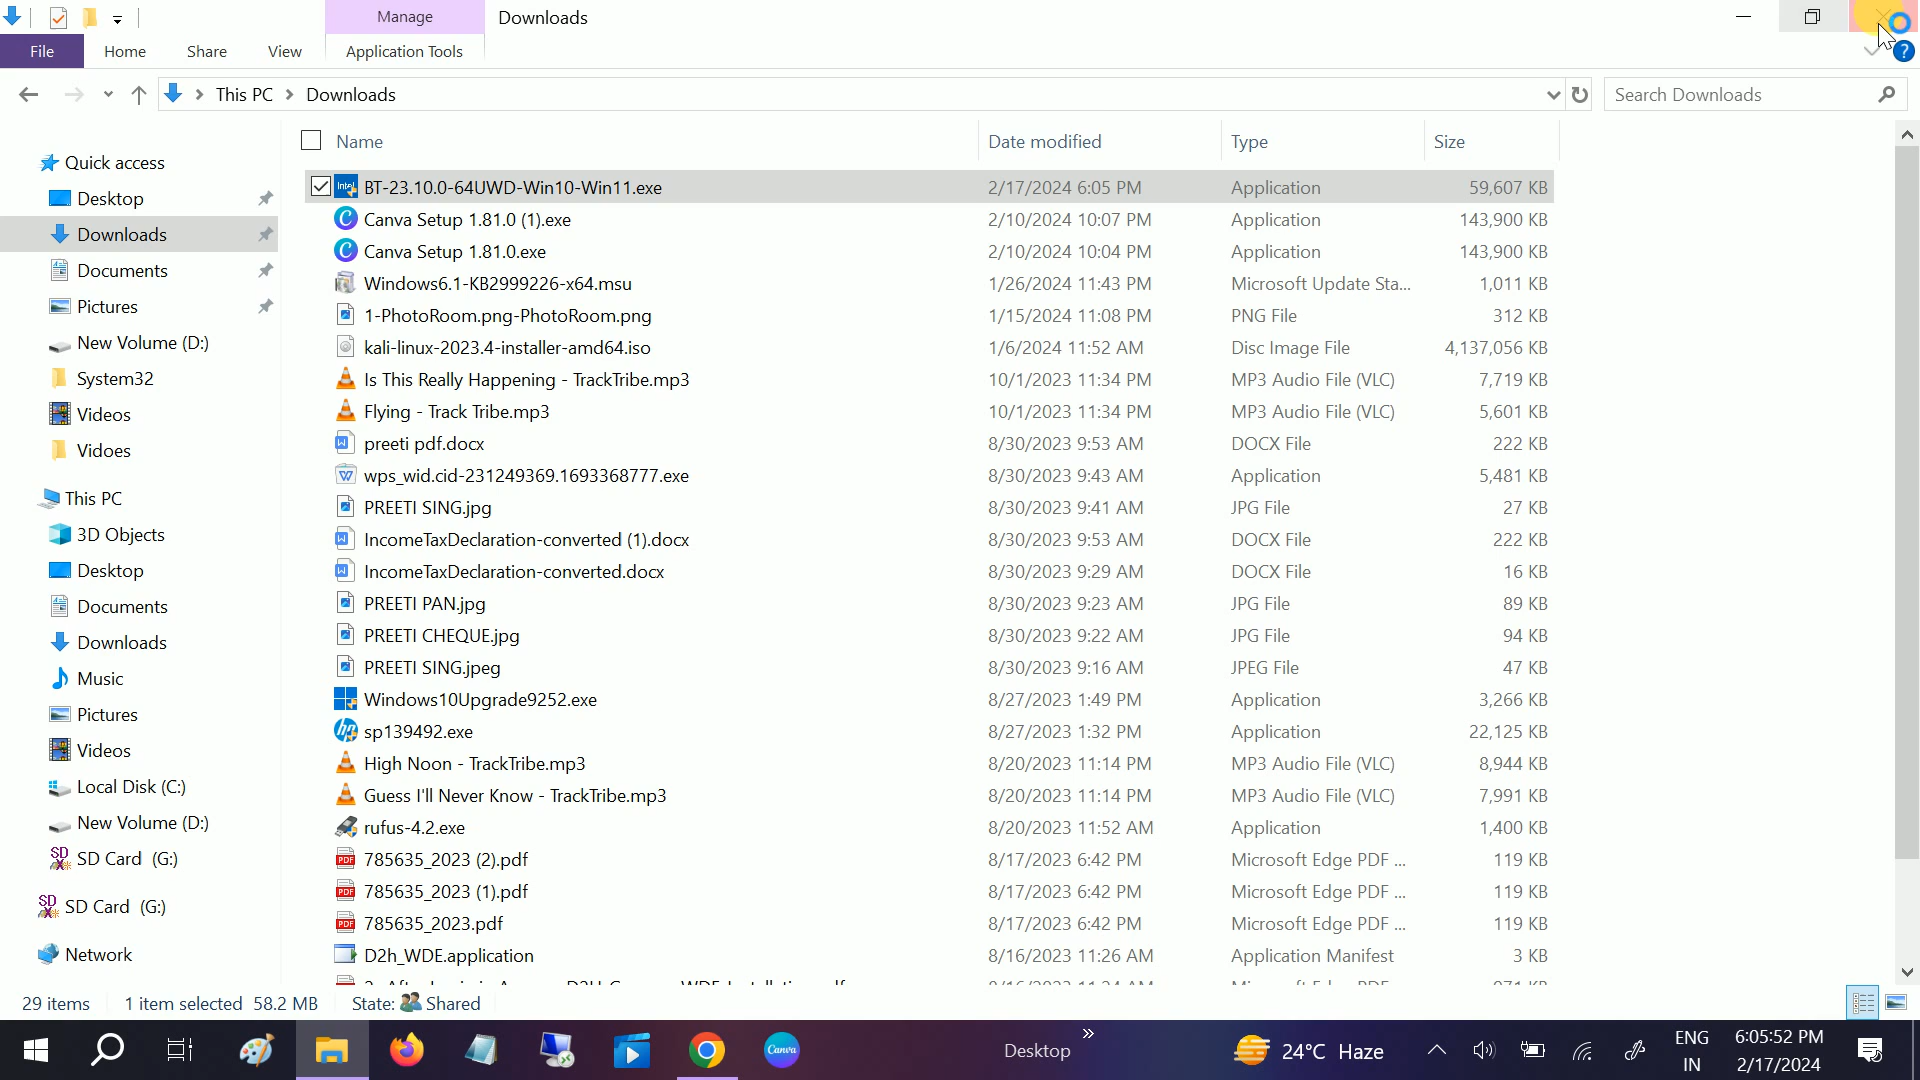 Manage
Downloads
File
Home
Share
View
Application Tools
This PC
Downloads
Search Downloads
Quick access
Desktop
Downloads
Documents
Pictures
New Volume (D:)
System32
Videos
Vidoes
This PC
3D Objects
Desktop
Documents
Downloads
Music
Pictures
Videos
Local Disk (C:)
New Volume (D:)
SD Card (G:)
SD Card (G:)
Network
Name Date modified Type Size
BT-23.10.0-64UWD-Win10-Win11.exe 2/17/2024 6:05 PM Application 59,607 KB
Canva Setup 1.81.0 (1).exe 2/10/2024 10:07 PM Application 143,900 KB
Canva Setup 1.81.0.exe 2/10/2024 10:04 PM Application 143,900 KB
Windows6.1-KB2999226-x64.msu 1/26/2024 11:43 PM Microsoft Update Sta... 1,011 KB
1-PhotoRoom.png-PhotoRoom.png 1/15/2024 11:08 PM PNG File 312 KB
kali-linux-2023.4-installer-amd64.iso 1/6/2024 11:52 AM Disc Image File 4,137,056 KB
Is This Really Happening - TrackTribe.mp3 10/1/2023 11:34 PM MP3 Audio File (VLC) 7,719 KB
Flying - Track Tribe.mp3 10/1/2023 11:34 PM MP3 Audio File (VLC) 5,601 KB
preeti pdf.docx 8/30/2023 9:53 AM DOCX File 222 KB
wps_wid.cid-231249369.1693368777.exe 8/30/2023 9:43 AM Application 5,481 KB
PREETI SING.jpg 8/30/2023 9:41 AM JPG File 27 KB
IncomeTaxDeclaration-converted (1).docx 8/30/2023 9:53 AM DOCX File 222 KB
IncomeTaxDeclaration-converted.docx 8/30/2023 9:29 AM DOCX File 16 KB
PREETI PAN.jpg 8/30/2023 9:23 AM JPG File 89 KB
PREETI CHEQUE.jpg 8/30/2023 9:22 AM JPG File 94 KB
PREETI SING.jpeg 8/30/2023 9:16 AM JPEG File 47 KB
Windows10Upgrade9252.exe 8/27/2023 1:49 PM Application 3,266 KB
sp139492.exe 8/27/2023 1:32 PM Application 22,125 KB
High Noon - TrackTribe.mp3 8/20/2023 11:14 PM MP3 Audio File (VLC) 8,944 KB
Guess I'll Never Know - TrackTribe.mp3 8/20/2023 11:14 PM MP3 Audio File (VLC) 7,991 KB
rufus-4.2.exe 8/20/2023 11:52 AM Application 1,400 KB
785635_2023 (2).pdf 8/17/2023 6:42 PM Microsoft Edge PDF ... 119 KB
785635_2023 (1).pdf 8/17/2023 6:42 PM Microsoft Edge PDF ... 119 KB
785635_2023.pdf 8/17/2023 6:42 PM Microsoft Edge PDF ... 119 KB
D2h_WDE.application 8/16/2023 11:26 AM Application Manifest 3 KB
29 items 1 item selected 58.2 MB State: Shared
Canva
Desktop
24°C Haze
ENG
IN
6:05:52 PM
2/17/2024